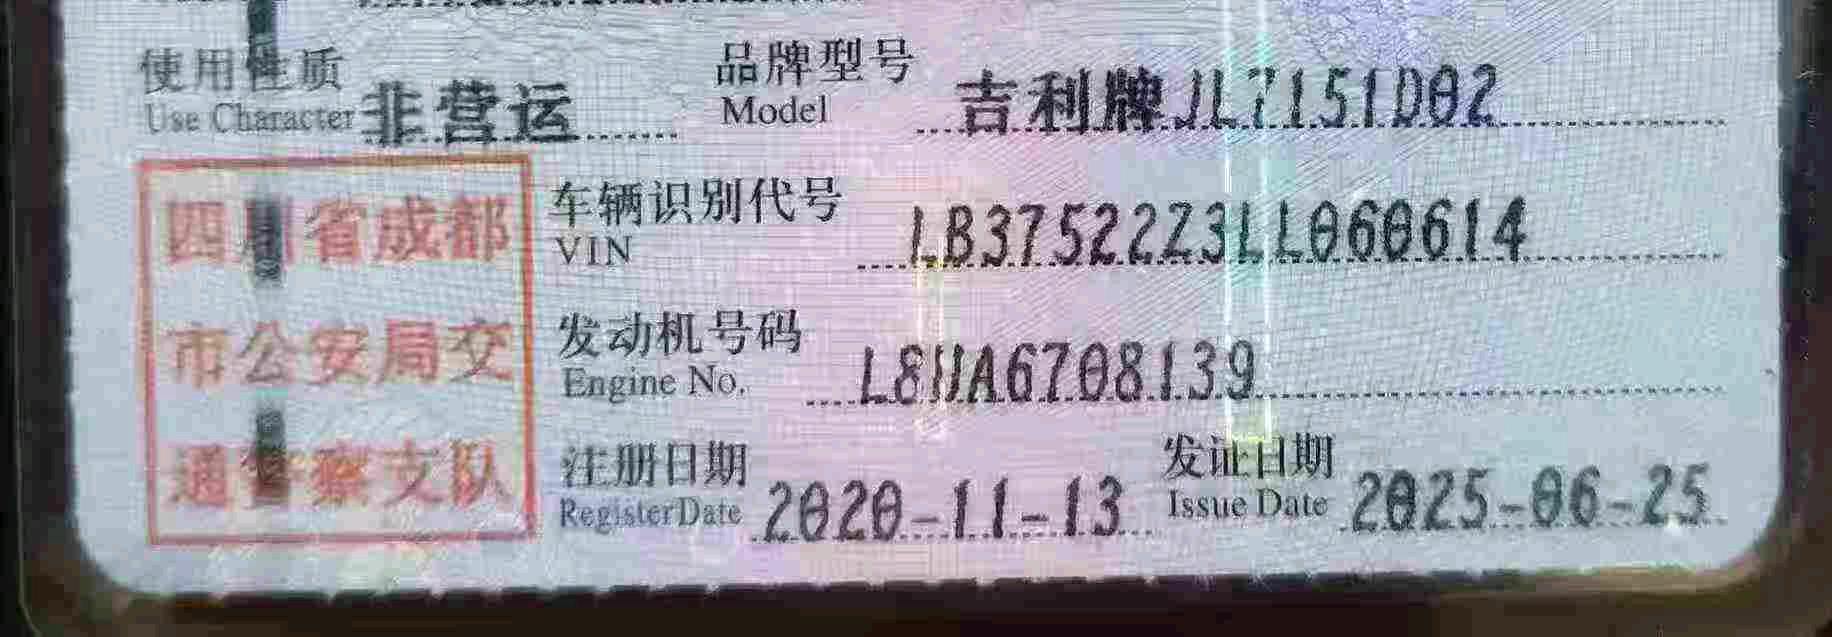 使用性质 非营运 品牌型号 吉利牌JL7151D02
Use Character Model
四川省成都 车辆识别代号 LB37522Z3LL060614
VIN
市公安局交 发动机号码 L8UA6708139
Engine No.
通警察支队 注册日期 2020-11-13 发证日期 2025-06-25
Register Date Issue Date